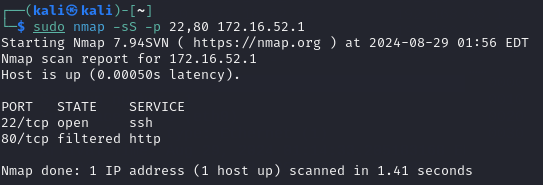 ┌──(kali㉿kali)-[~]
└─$ sudo nmap -sS -p 22,80 172.16.52.1
Starting Nmap 7.94SVN ( https://nmap.org ) at 2024-08-29 01:56 EDT
Nmap scan report for 172.16.52.1
Host is up (0.00050s latency).
PORT   STATE    SERVICE
22/tcp open     ssh
80/tcp filtered http
Nmap done: 1 IP address (1 host up) scanned in 1.41 seconds